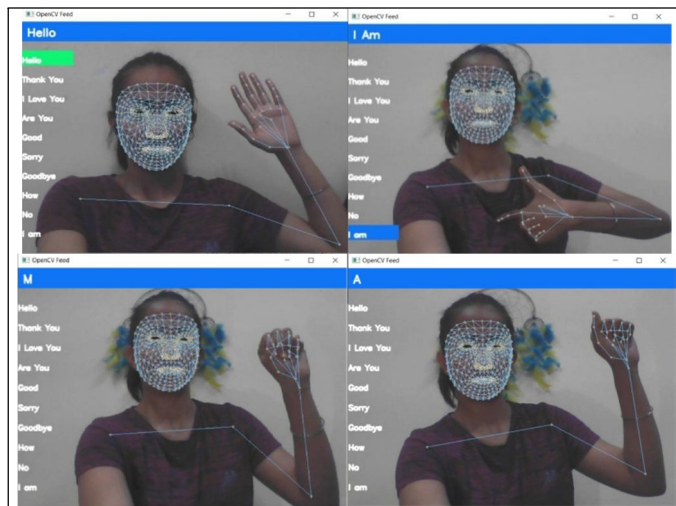 OpenCV Feed
Hello
Hello
Thank You
I Love You
Are You
Good
Sorry
Goodbye
How
No
I am
OpenCV Feed
I Am
Hello
Thank You
I Love You
Are You
Good
Sorry
Goodbye
How
No
I am
OpenCV Feed
M
Hello
Thank You
I Love You
Are You
Good
Sorry
Goodbye
How
No
I am
OpenCV Feed
A
Hello
Thank You
I Love You
Are You
Good
Sorry
Goodbye
How
No
I am